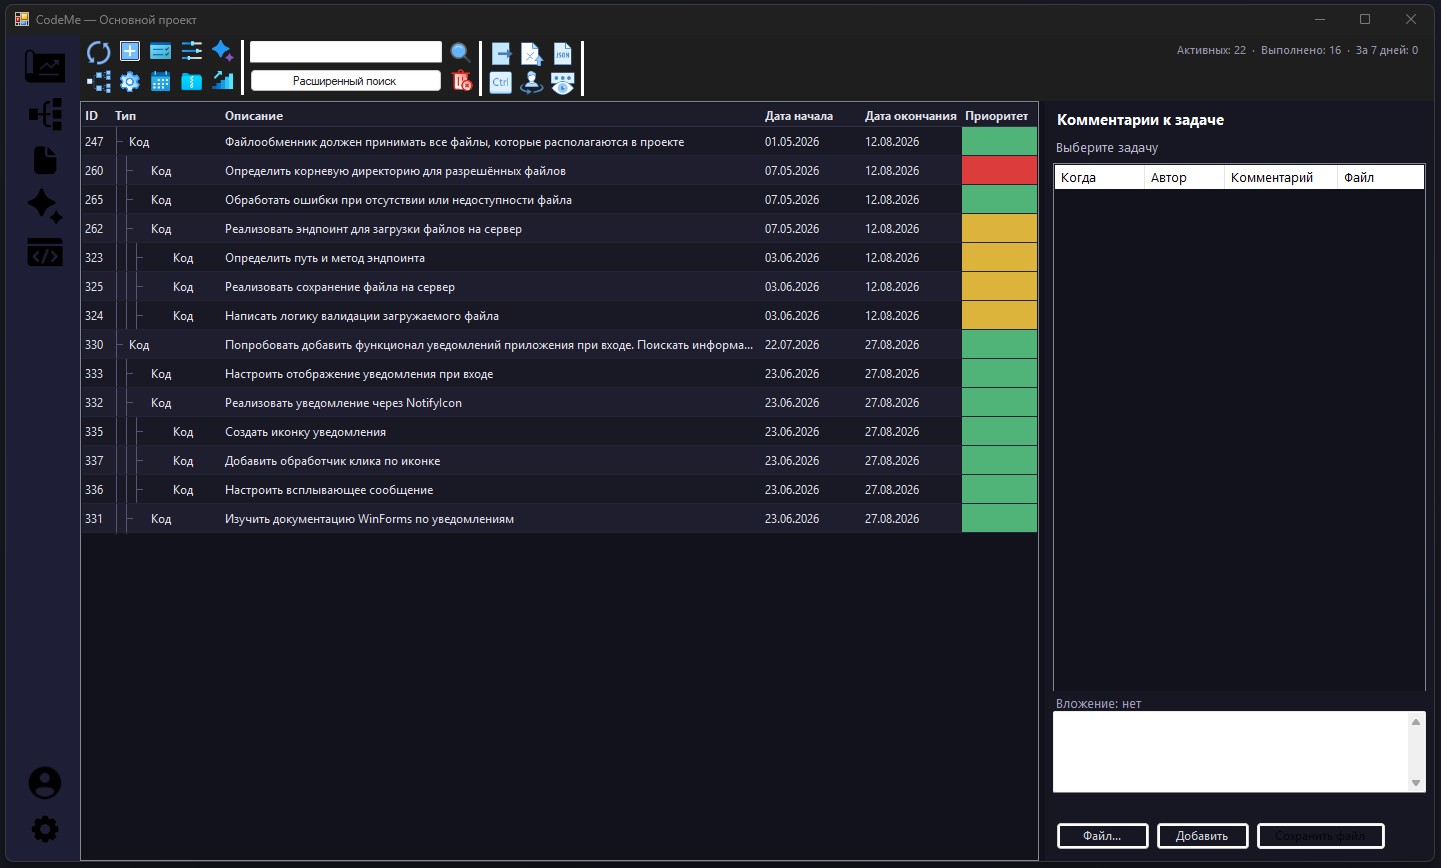 CodeMe — Основной проект
Активных: 22 · Выполнено: 16 · За 7 дней: 0
Расширенный поиск
JSON
Ctrl
ID Тип Описание Дата начала Дата окончания Приоритет
247 Код Файлообменник должен принимать все файлы, которые располагаются в проекте 01.05.2026 12.08.2026
260 Код Определить корневую директорию для разрешённых файлов 07.05.2026 12.08.2026
265 Код Обработать ошибки при отсутствии или недоступности файла 07.05.2026 12.08.2026
262 Код Реализовать эндпоинт для загрузки файлов на сервер 07.05.2026 12.08.2026
323 Код Определить путь и метод эндпоинта 03.06.2026 12.08.2026
325 Код Реализовать сохранение файла на сервер 03.06.2026 12.08.2026
324 Код Написать логику валидации загружаемого файла 03.06.2026 12.08.2026
330 Код Попробовать добавить функционал уведомлений приложения при входе. Поискать информа... 22.07.2026 27.08.2026
333 Код Настроить отображение уведомления при входе 23.06.2026 27.08.2026
332 Код Реализовать уведомление через NotifyIcon 23.06.2026 27.08.2026
335 Код Создать иконку уведомления 23.06.2026 27.08.2026
337 Код Добавить обработчик клика по иконке 23.06.2026 27.08.2026
336 Код Настроить всплывающее сообщение 23.06.2026 27.08.2026
331 Код Изучить документацию WinForms по уведомлениям 23.06.2026 27.08.2026
Комментарии к задаче
Выберите задачу
Когда Автор Комментарий Файл
Вложение: нет
Файл... Добавить Сохранить файл